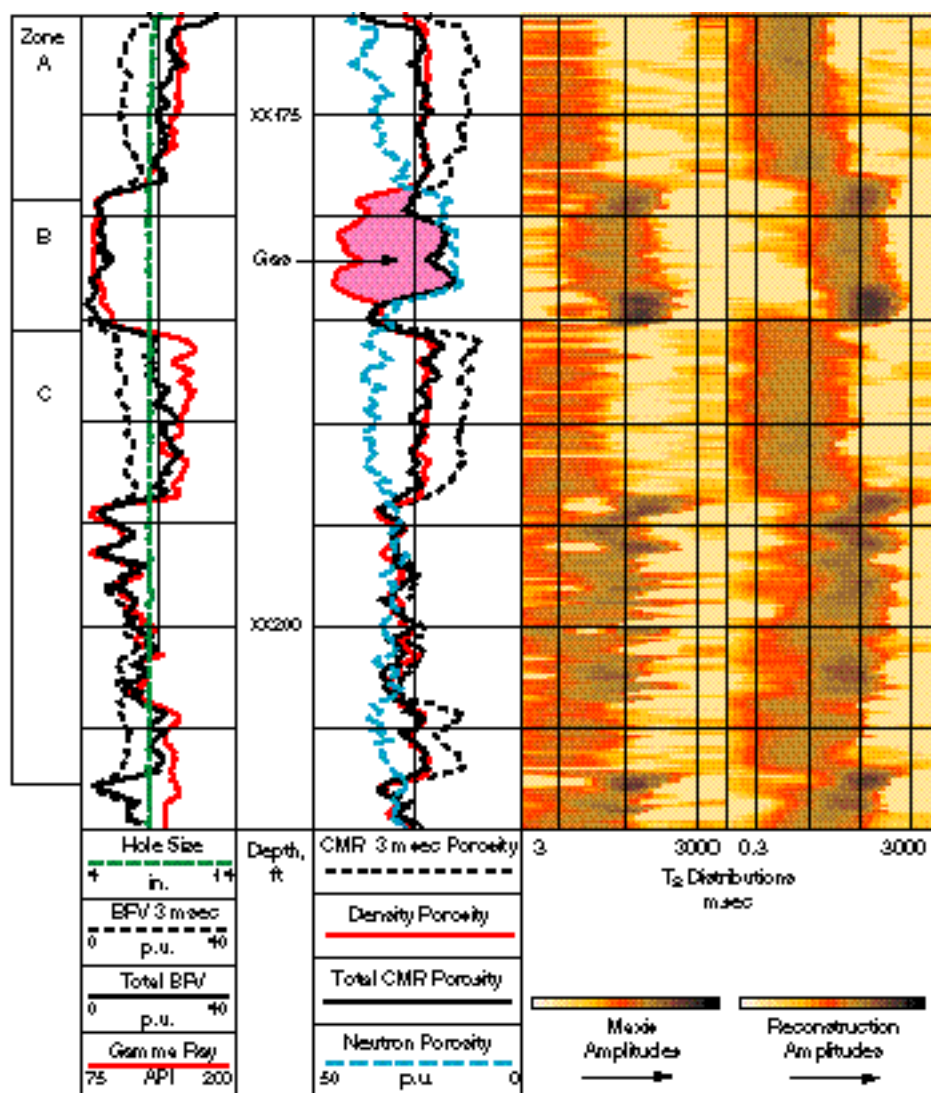 Zone
A
XX175
B
Gas
C
XX200
Hole Size
4 14
in.
BFV 3 msec
0 40
p.u.
Total BFV
0 40
p.u.
Gamma Ray
75 API 200
Depth,
ft
CMR 3 msec Porosity
Density Porosity
Total CMR Porosity
Neutron Porosity
50 p.u. 0
3 3000 0.3 3000
T2 Distributions
msec
Amplitudes
Reconstruction
Amplitudes